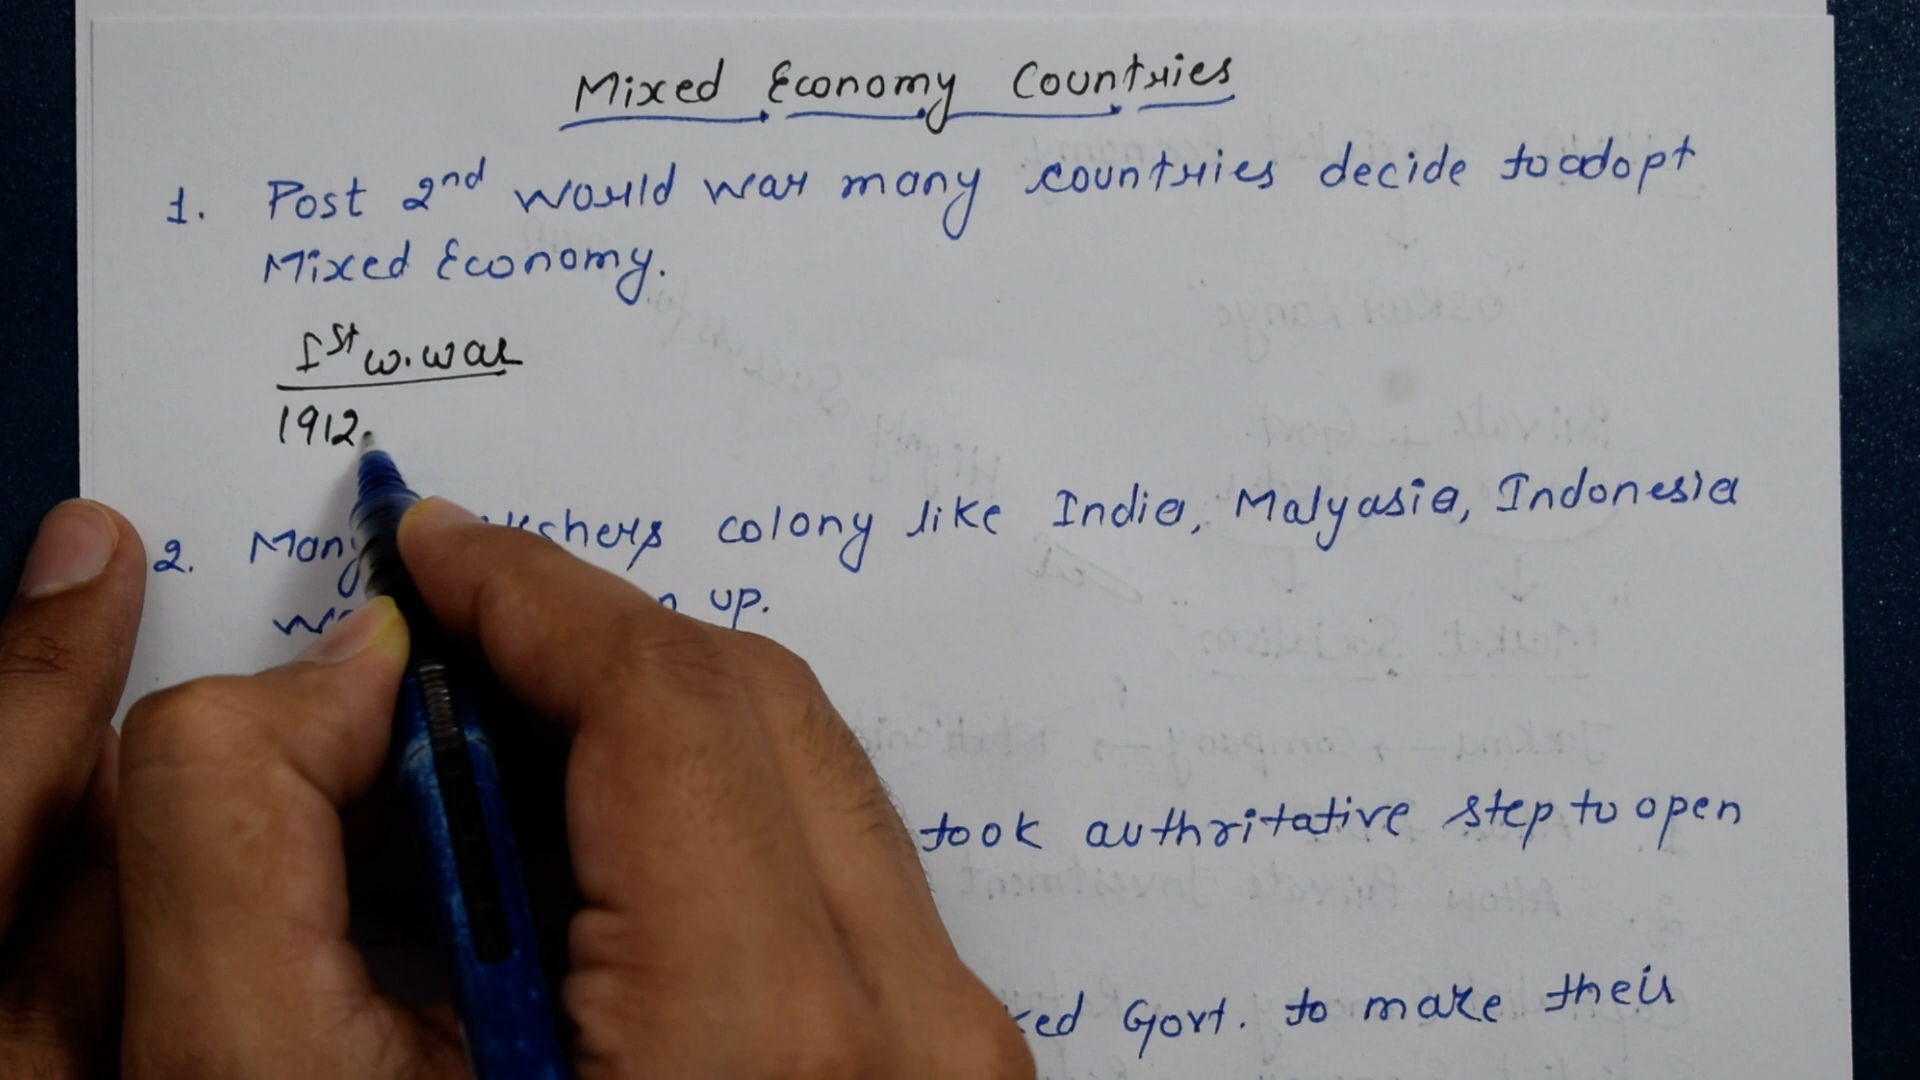 Mixed Economy Countries
1. Post 2nd World war many countries decide to adopt
Mixed Economy.
Ist W. War
1912
2. Many colony like India, Malyasia, Indonesia
up.
took authritative step to open
Govt. to make their